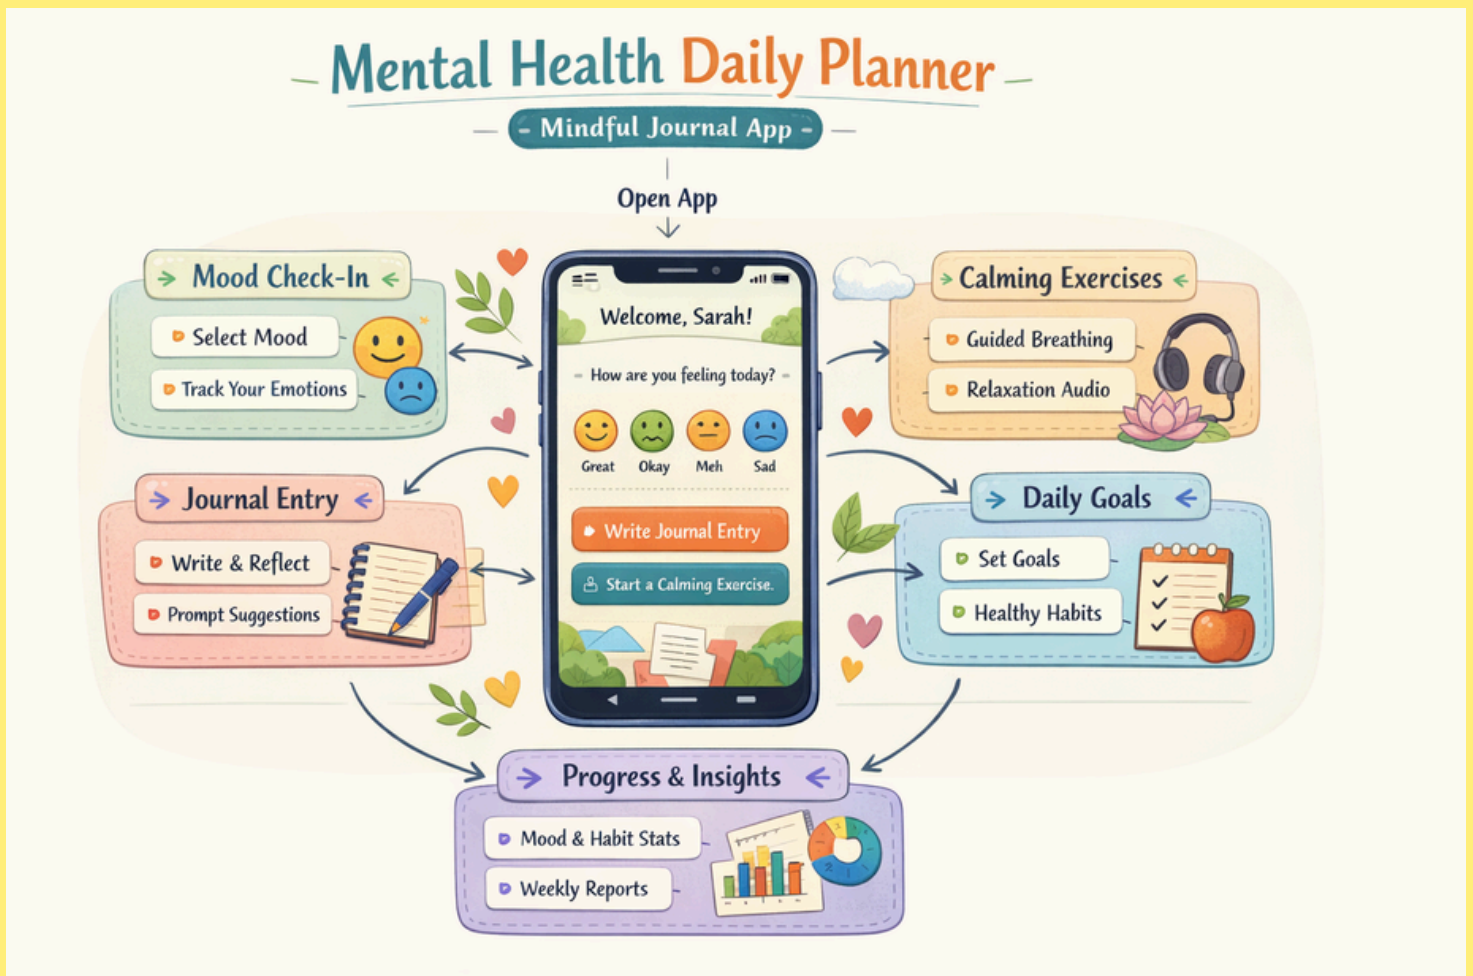 Mental Health Daily Planner
Mindful Journal App
Open App
Mood Check-In
Select Mood
Track Your Emotions
Journal Entry
Write & Reflect
Prompt Suggestions
Welcome, Sarah!
How are you feeling today?
Great Okay Meh Sad
Write Journal Entry
Start a Calming Exercise.
Calming Exercises
Guided Breathing
Relaxation Audio
Daily Goals
Set Goals
Healthy Habits
Progress & Insights
Mood & Habit Stats
Weekly Reports